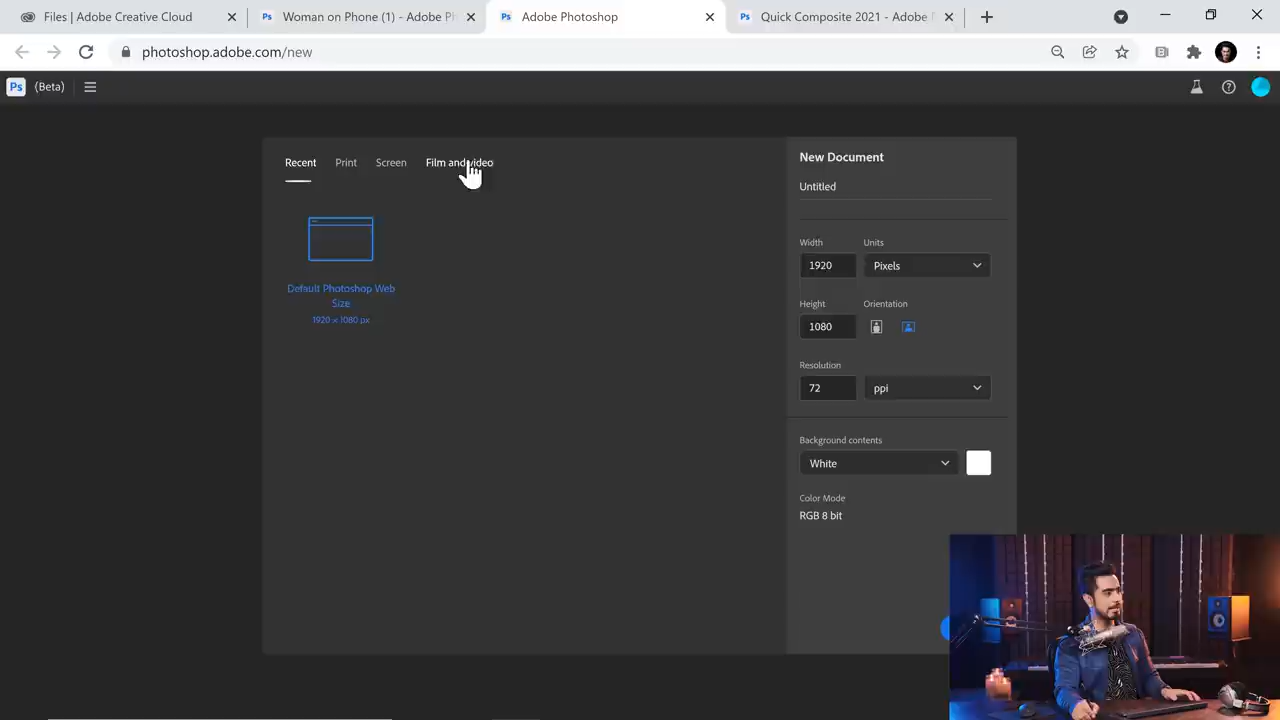 Files | Adobe Creative Cloud
Woman on Phone (1) - Adobe Ph
Adobe Photoshop
Quick Composite 2021 - Adobe P
photoshop.adobe.com/new
Ps (Beta)
Recent Print Screen Film and video
Default Photoshop Web
Size
1920 x 1080 px
New Document
Untitled
Width Units
1920 Pixels
Height Orientation
1080
Resolution
72 ppi
Background contents
White
Color Mode
RGB 8 bit